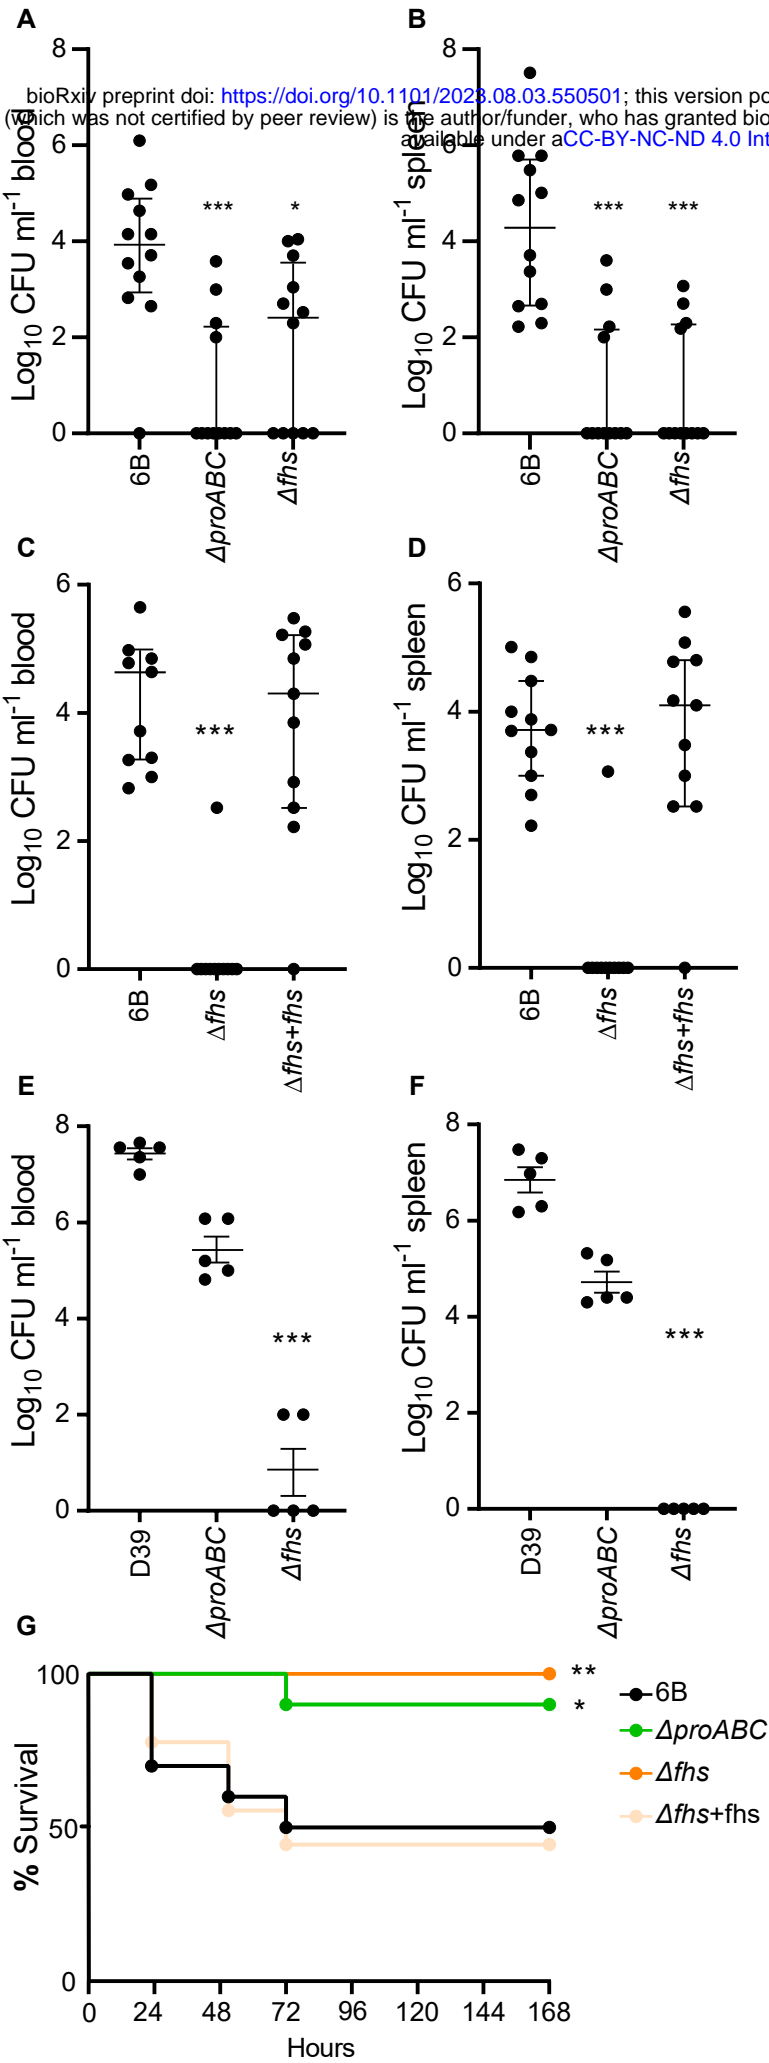 A
B
bioRxiv preprint doi: https://doi.org/10.1101/2023.08.03.550501; this version po
(which was not certified by peer review) is the author/funder, who has granted bio
available under aCC-BY-NC-ND 4.0 Int
Log10 CFU ml-1 blood
8
6
4
2
0
***
*
6B
ΔproABC
Δfhs
Log10 CFU ml-1 spleen
8
6
4
2
0
***
***
6B
ΔproABC
Δfhs
C
D
Log10 CFU ml-1 blood
6
4
2
0
***
6B
Δfhs
Δfhs+fhs
Log10 CFU ml-1 spleen
6
4
2
0
***
6B
Δfhs
Δfhs+fhs
E
F
Log10 CFU ml-1 blood
8
6
4
2
0
***
D39
ΔproABC
Δfhs
Log10 CFU ml-1 spleen
8
6
4
2
0
***
D39
ΔproABC
Δfhs
G
% Survival
100
50
0
**
*
6B
ΔproABC
Δfhs
Δfhs+fhs
0 24 48 72 96 120 144 168
Hours